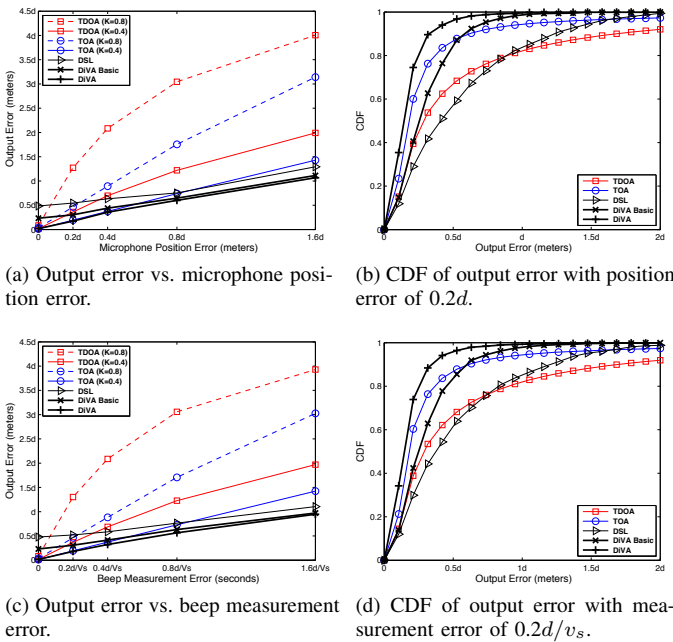 4.5d
4d
3.5d
3d
2.5d
2d
1.5d
d
0.5d
0
Output Error (meters)
TDOA (K=0.8)
TDOA (K=0.4)
TOA (K=0.8)
TOA (K=0.4)
DSL
DiVA Basic
DiVA
0 0.2d 0.4d 0.8d 1.6d
Microphone Position Error (meters)
1
0.8
0.6
0.4
0.2
0
CDF
TDOA
TOA
DSL
DiVA Basic
DiVA
0 0.5d 1d 1.5d 2d
Output Error (meters)
(a) Output error vs. microphone posi-
tion error.
(b) CDF of output error with position
error of 0.2d.
4.5d
4d
3.5d
3d
2.5d
2d
1.5d
d
0.5d
0
Output Error (meters)
TDOA (K=0.8)
TDOA (K=0.4)
TOA (K=0.8)
TOA (K=0.4)
DSL
DiVA Basic
DiVA
0 0.2d/Vs 0.4d/Vs 0.8d/Vs 1.6d/Vs
Beep Measurement Error (seconds)
1
0.8
0.6
0.4
0.2
0
CDF
TDOA
TOA
DSL
DiVA Basic
DiVA
0 0.5d 1d 1.5d 2d
Output Error (meters)
(c) Output error vs. beep measurement
error.
(d) CDF of output error with mea-
surement error of 0.2d/vₛ.